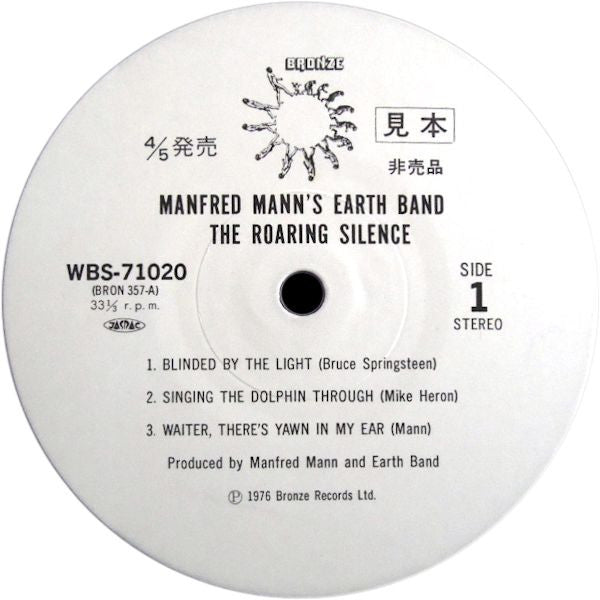 BRONZE
4/5 発売
見本
非売品
MANFRED MANN'S EARTH BAND
THE ROARING SILENCE
WBS-71020
(BRON 357-A)
33⅓ r.p.m.
JASRAC
SIDE
1
STEREO
1. BLINDED BY THE LIGHT (Bruce Springsteen)
2. SINGING THE DOLPHIN THROUGH (Mike Heron)
3. WAITER, THERE'S YAWN IN MY EAR (Mann)
Produced by Manfred Mann and Earth Band
℗ 1976 Bronze Records Ltd.